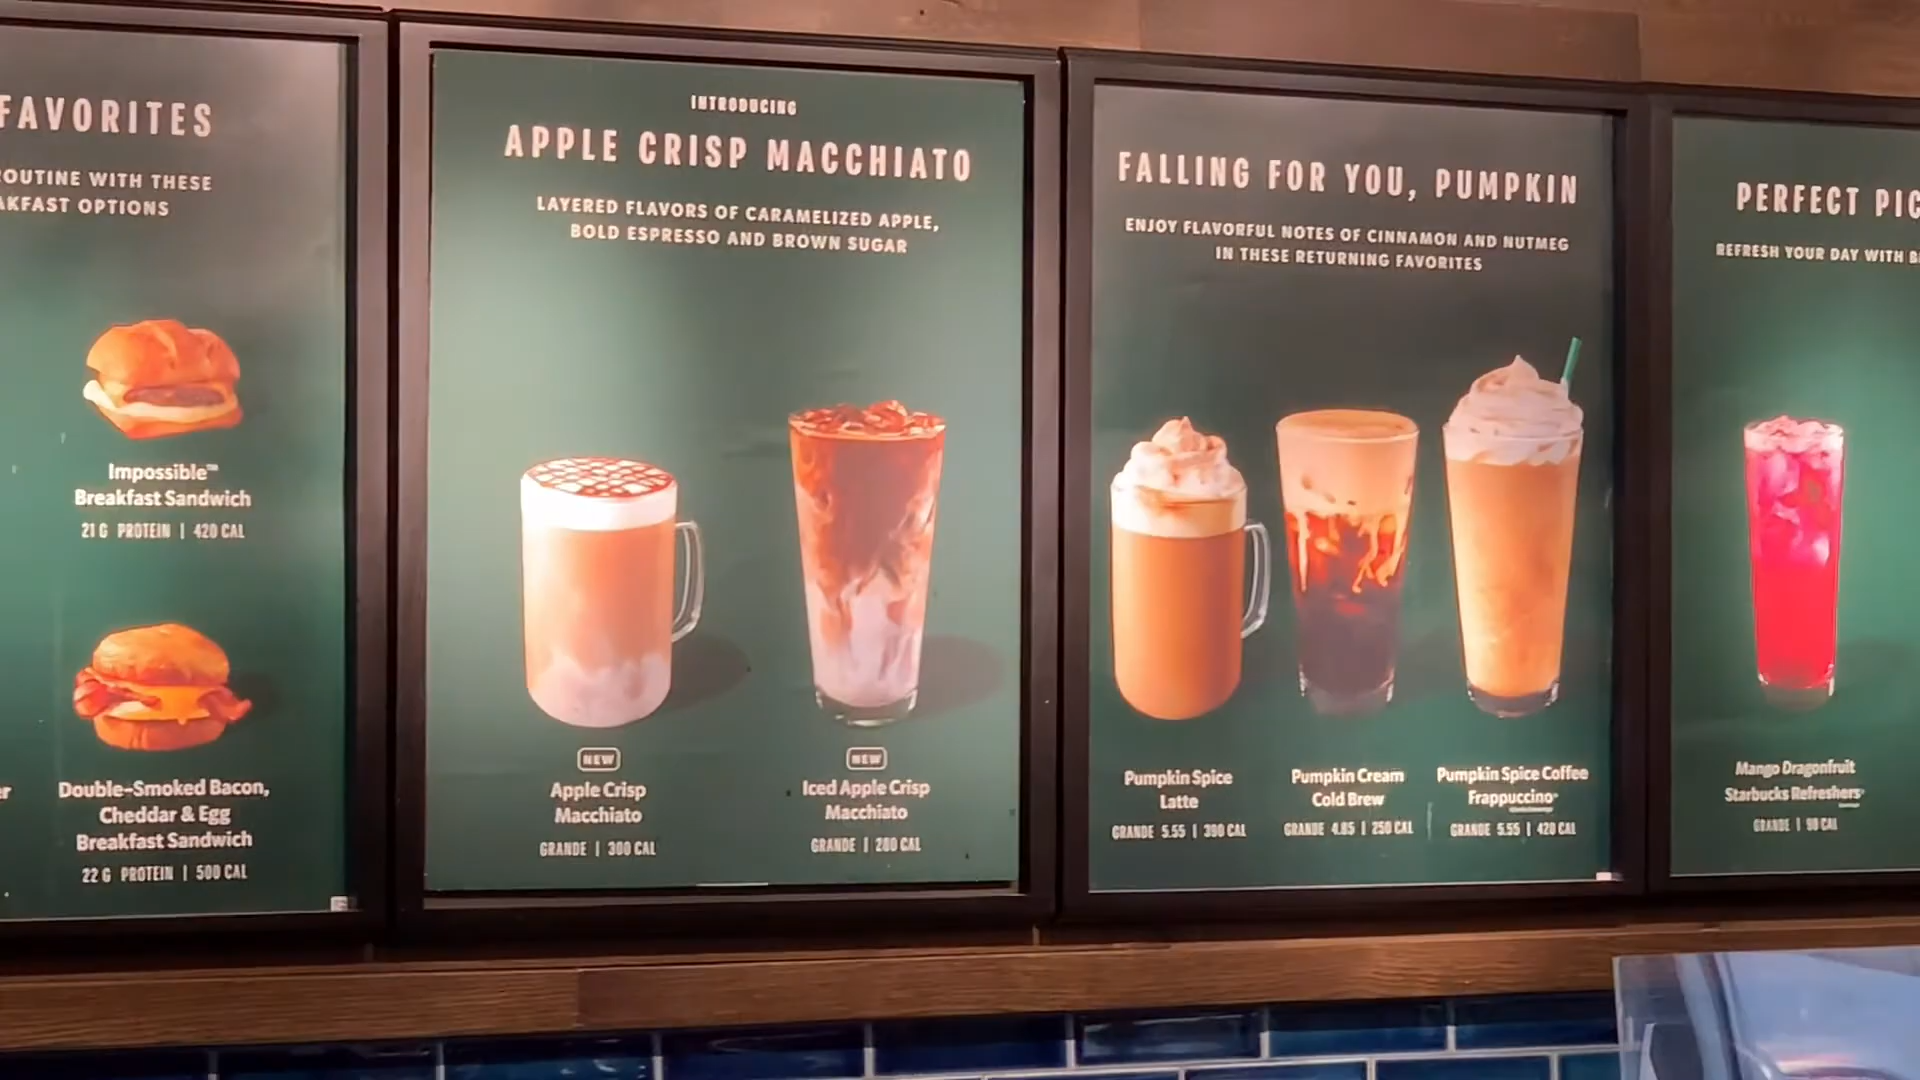 FAVORITES
ROUTINE WITH THESE
AKFAST OPTIONS
Impossible™
Breakfast Sandwich
21 G PROTEIN | 420 CAL
er
Double-Smoked Bacon,
Cheddar & Egg
Breakfast Sandwich
22 G PROTEIN | 500 CAL
INTRODUCING
APPLE CRISP MACCHIATO
LAYERED FLAVORS OF CARAMELIZED APPLE,
BOLD ESPRESSO AND BROWN SUGAR
NEW
Apple Crisp
Macchiato
GRANDE | 300 CAL
NEW
Iced Apple Crisp
Macchiato
GRANDE | 200 CAL
FALLING FOR YOU, PUMPKIN
ENJOY FLAVORFUL NOTES OF CINNAMON AND NUTMEG
IN THESE RETURNING FAVORITES
Pumpkin Spice
Latte
GRANDE 5.55 | 390 CAL
Pumpkin Cream
Cold Brew
GRANDE 4.85 | 250 CAL
Pumpkin Spice Coffee
Frappuccino®
GRANDE 5.55 | 420 CAL
PERFECT PIC
REFRESH YOUR DAY WITH
Mango Dragonfruit
Starbucks Refreshers®
GRANDE | 90 CAL